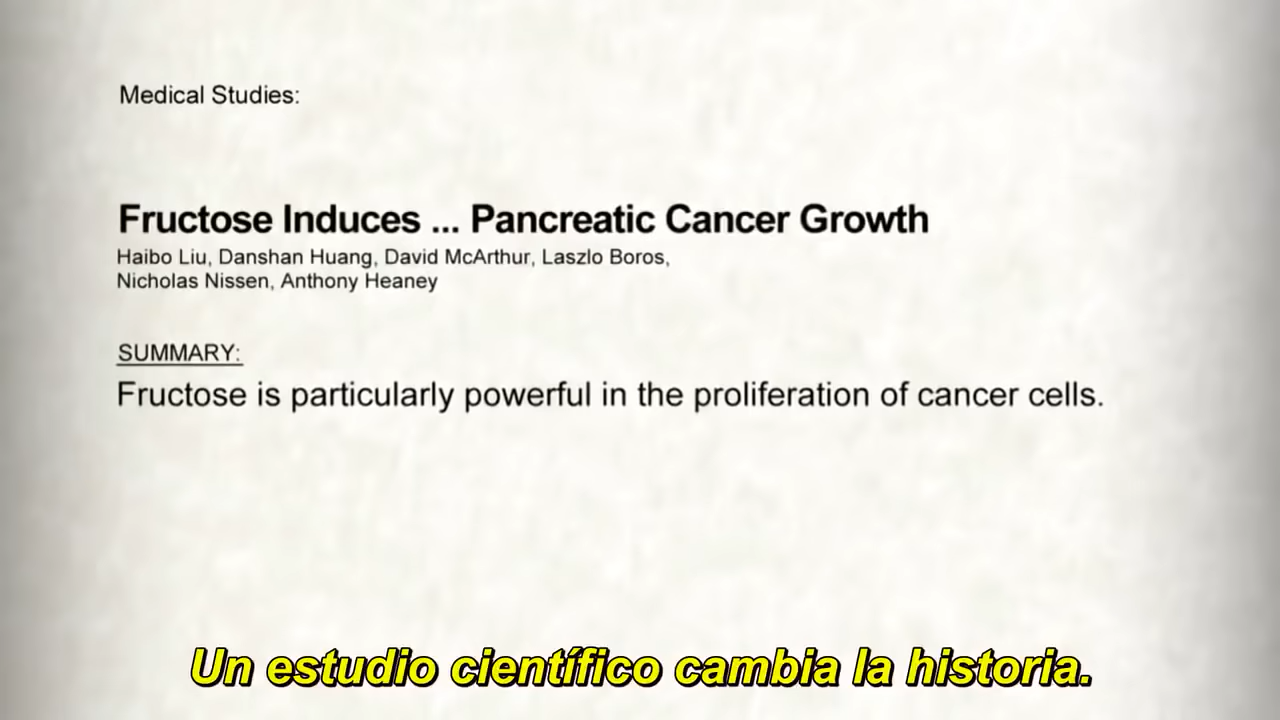 Medical Studies:
Fructose Induces ... Pancreatic Cancer Growth
Haibo Liu, Danshan Huang, David McArthur, Laszlo Boros,
Nicholas Nissen, Anthony Heaney
SUMMARY:
Fructose is particularly powerful in the proliferation of cancer cells.
Un estudio científico cambia la historia.